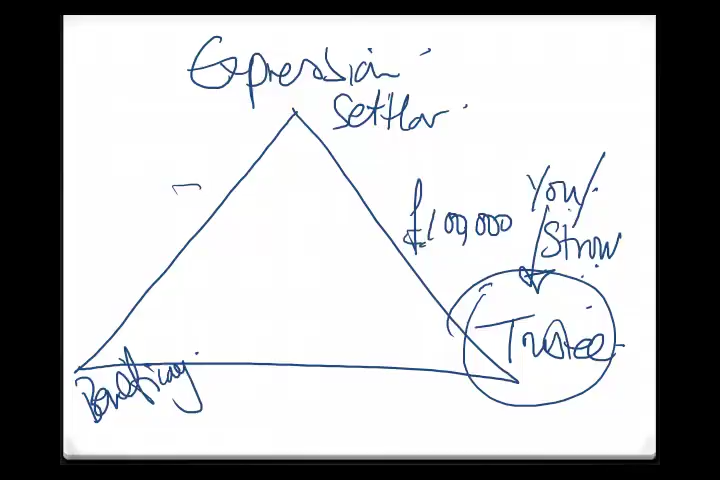 Expression
Settlor
£100,000
You/
Straw
Trustee
Beneficiary